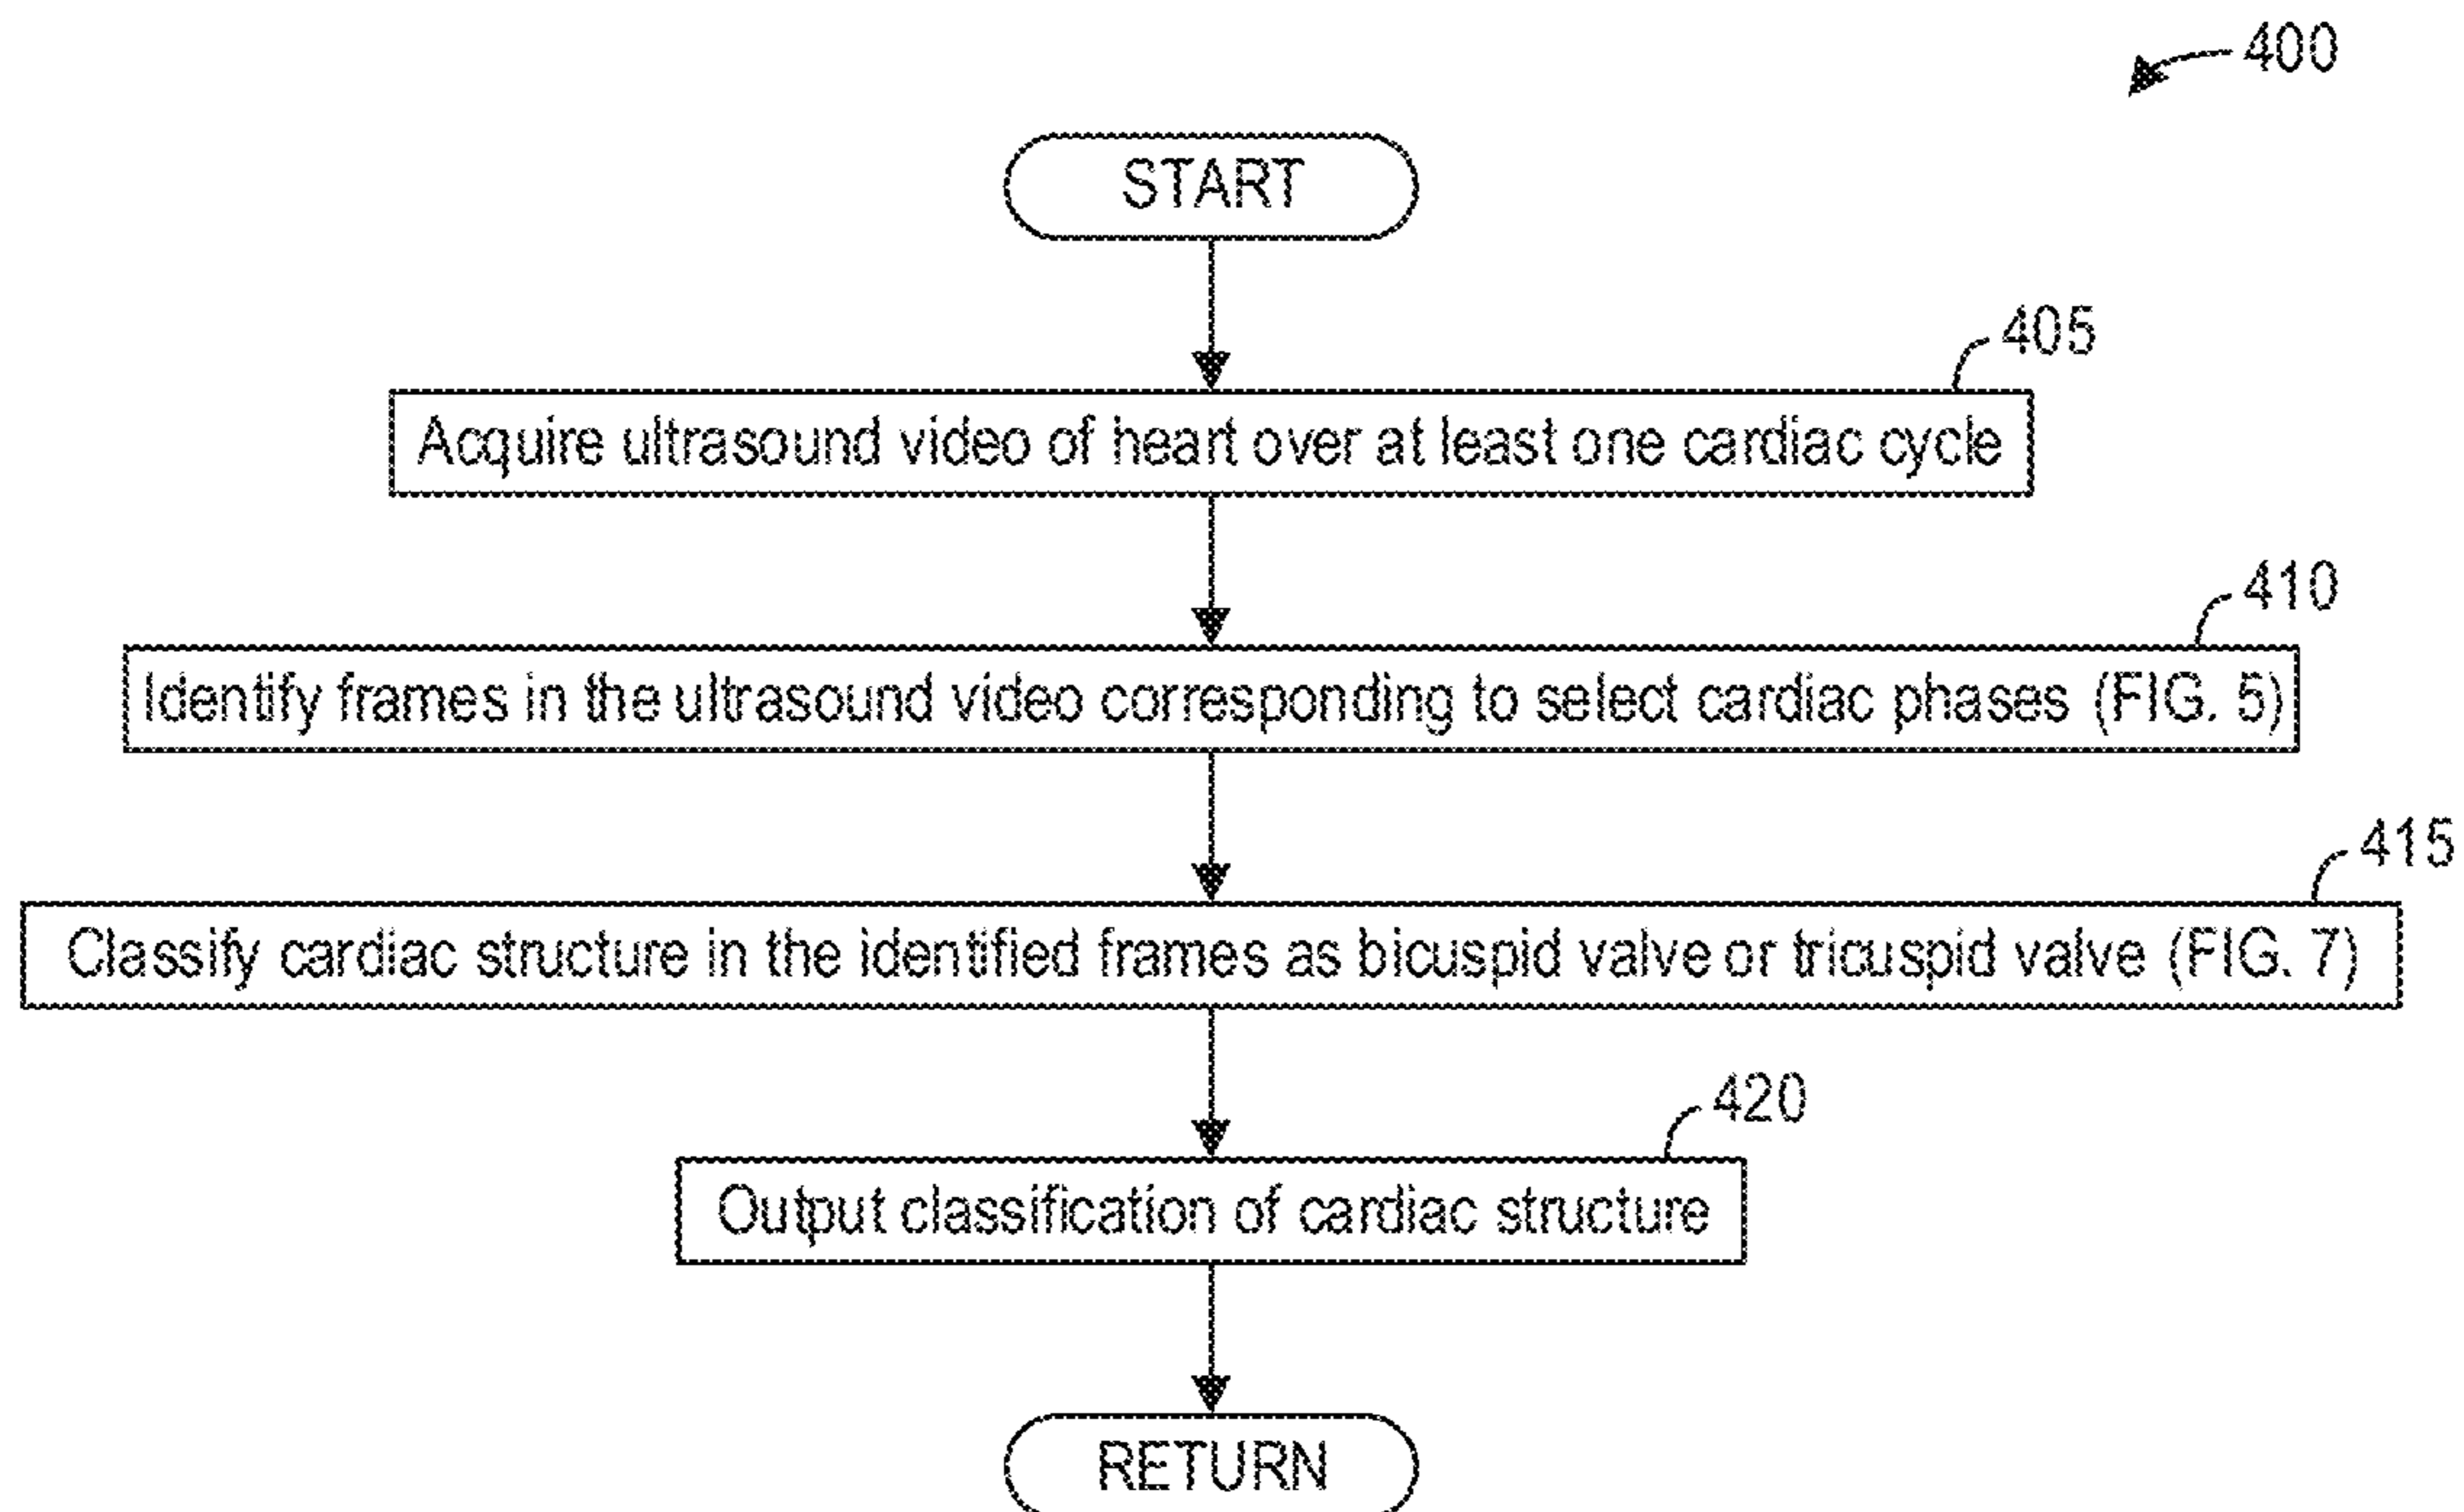 400
START
405
Acquire ultrasound video of heart over at least one cardiac cycle
410
Identify frames in the ultrasound video corresponding to select cardiac phases (FIG. 5)
415
Classify cardiac structure in the identified frames as bicuspid valve or tricuspid valve (FIG. 7)
420
Output classification of cardiac structure
RETURN